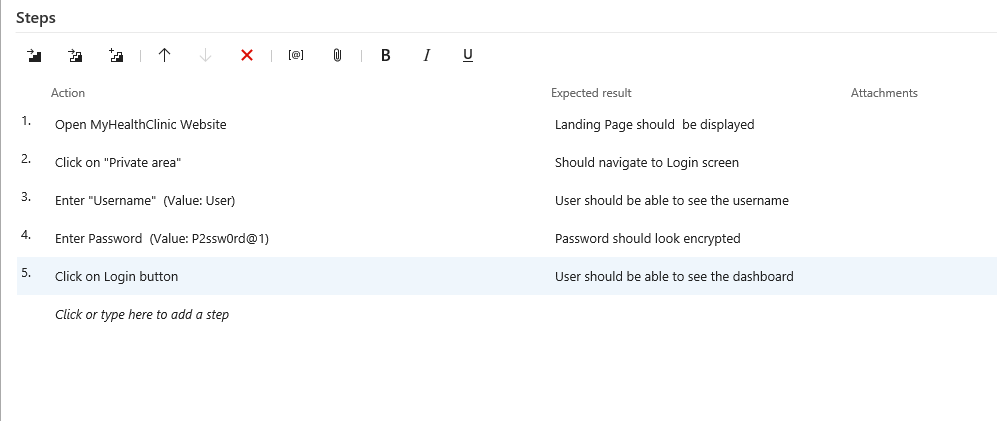 Steps
[@] B I U
Action Expected result Attachments
1. Open MyHealthClinic Website Landing Page should  be displayed
2. Click on "Private area" Should navigate to Login screen
3. Enter "Username"  (Value: User) User should be able to see the username
4. Enter Password  (Value: P2ssw0rd@1) Password should look encrypted
5. Click on Login button User should be able to see the dashboard
Click or type here to add a step